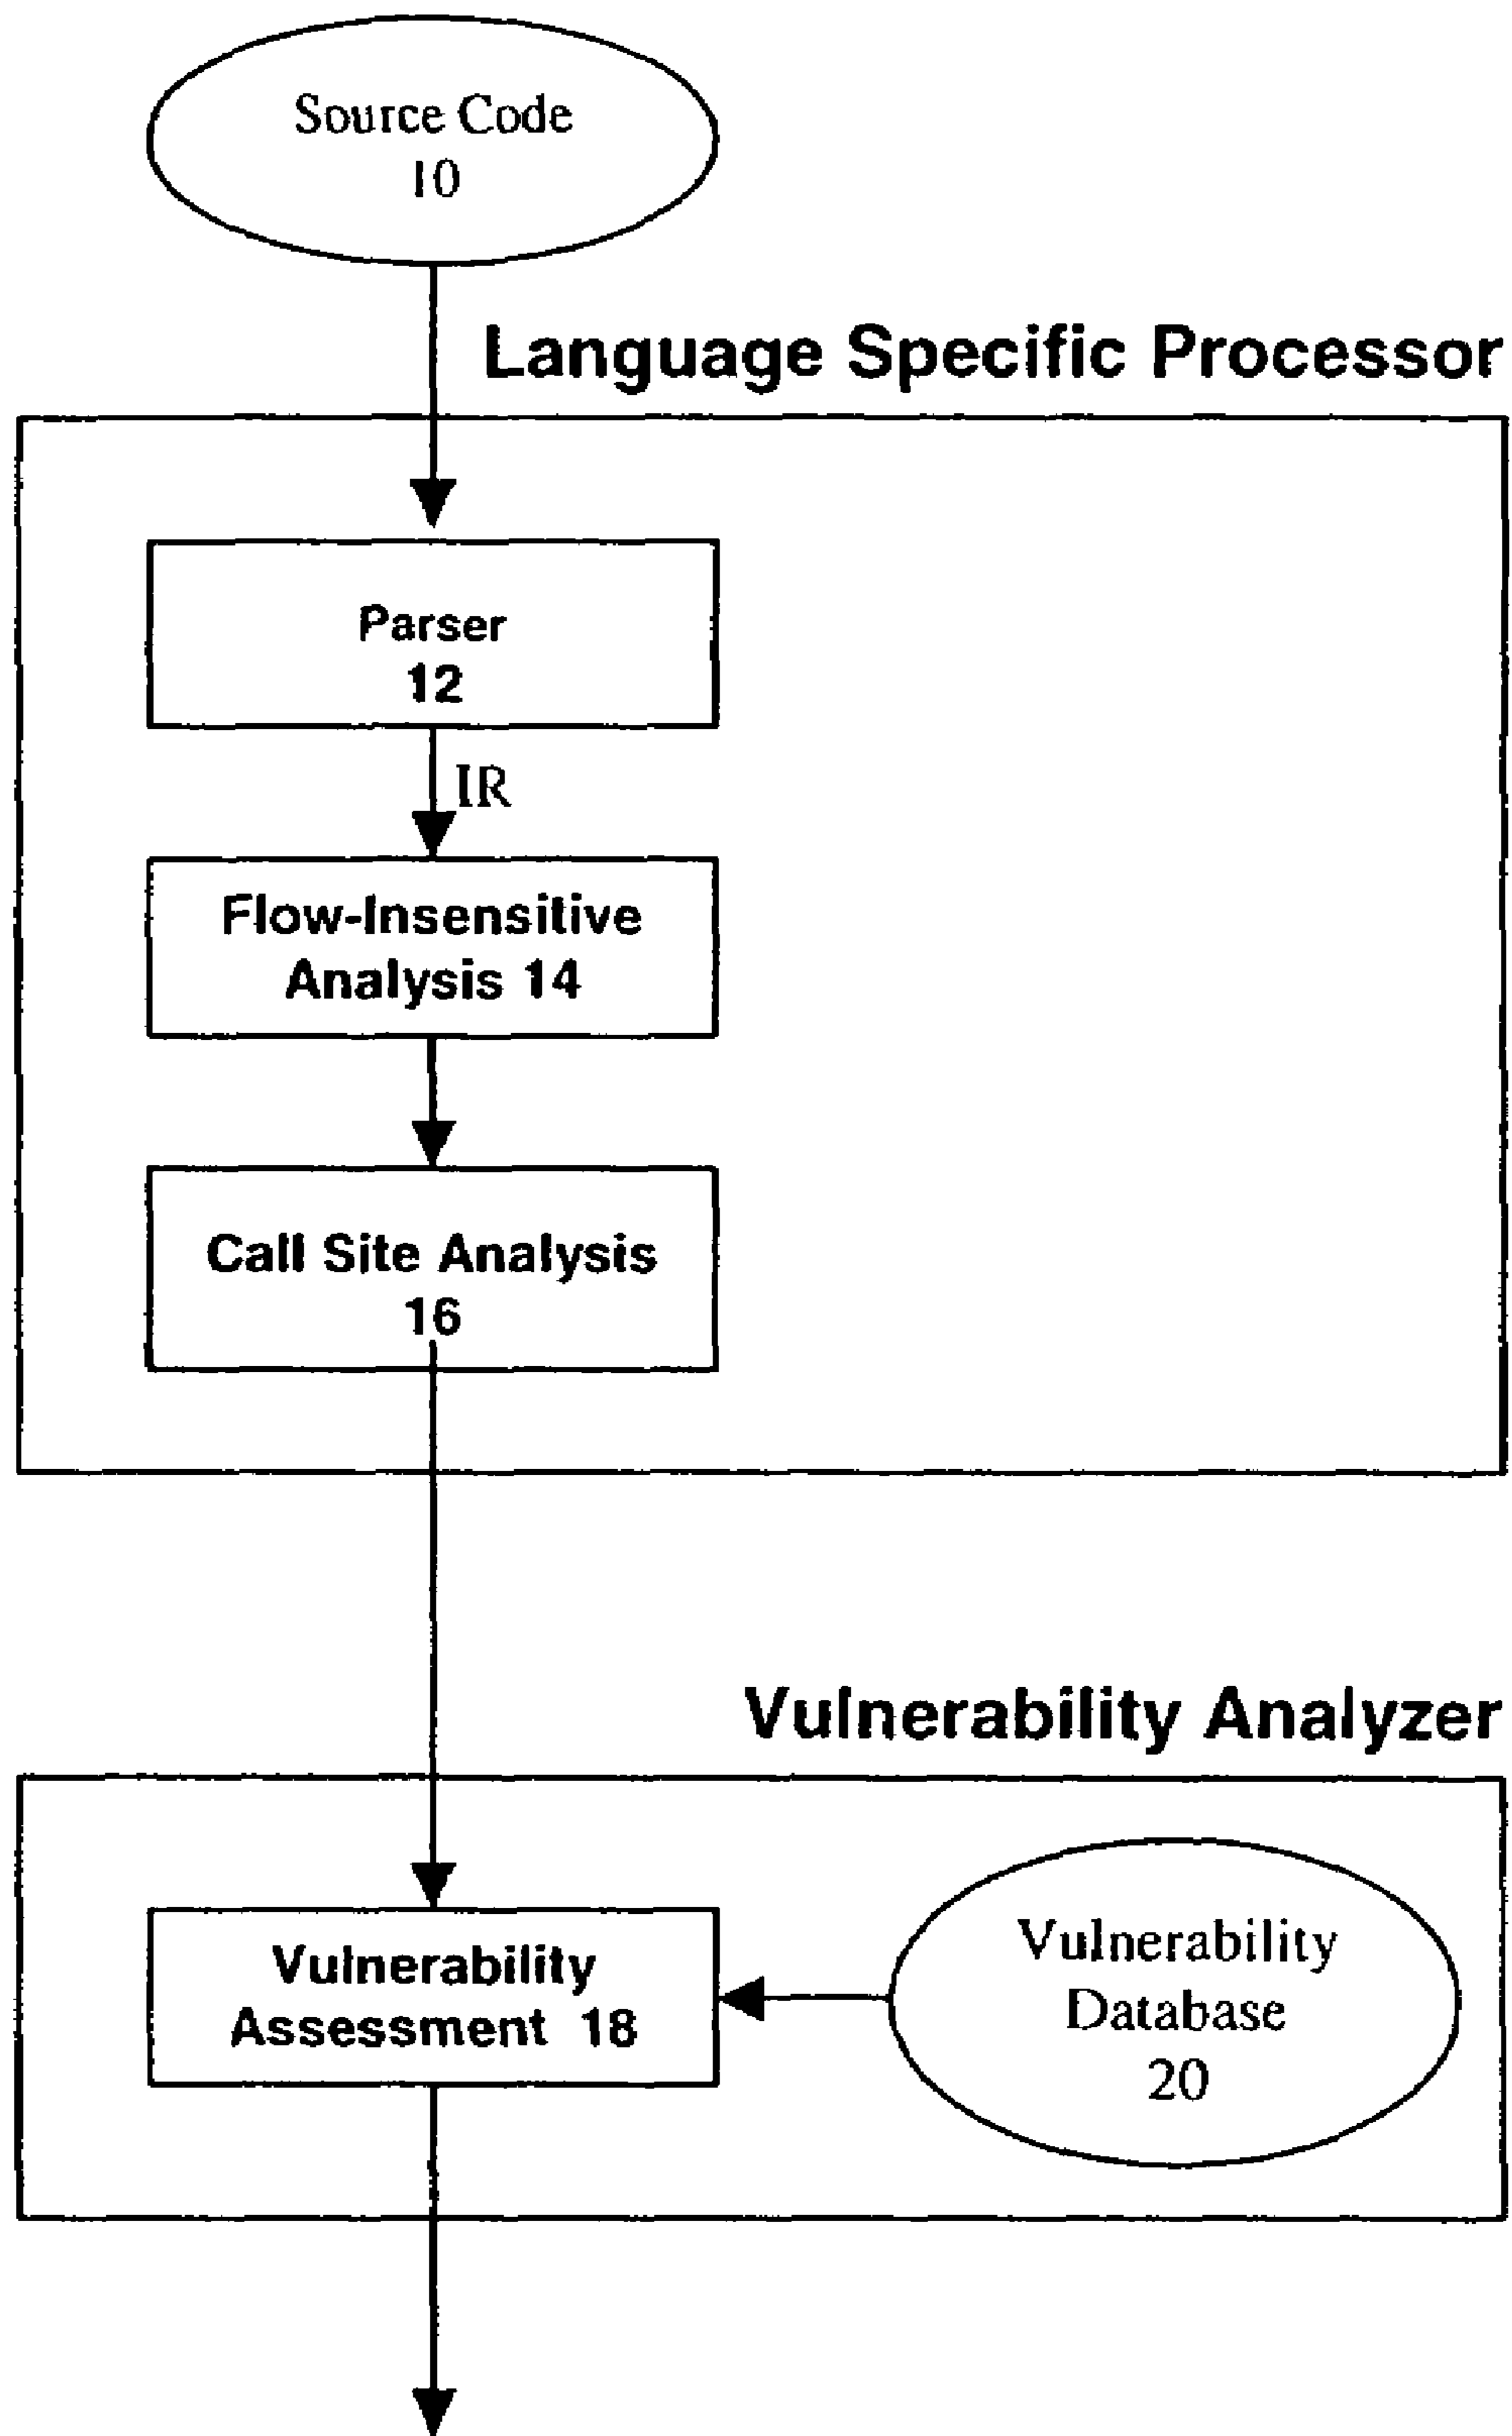 Source Code
10
Language Specific Processor
Parser
12
IR
Flow-Insensitive
Analysis 14
Call Site Analysis
16
Vulnerability Analyzer
Vulnerability
Assessment 18
Vulnerability
Database
20